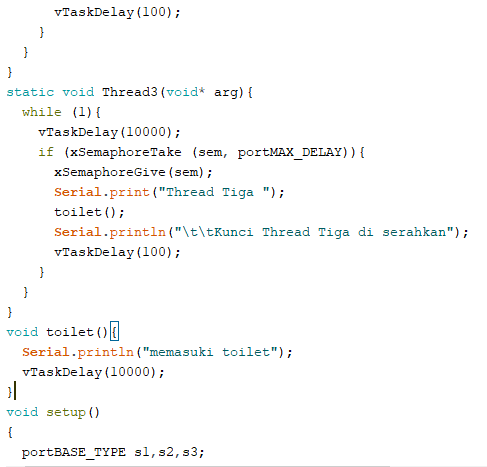 vTaskDelay(100);
    }
  }
}
static void Thread3(void* arg){
  while (1){
    vTaskDelay(10000);
    if (xSemaphoreTake (sem, portMAX_DELAY)){
      xSemaphoreGive(sem);
      Serial.print("Thread Tiga ");
      toilet();
      Serial.println("\t\tKunci Thread Tiga di serahkan");
      vTaskDelay(100);
    }
  }
}
void toilet(){
  Serial.println("memasuki toilet");
  vTaskDelay(10000);
}
void setup()
{
  portBASE_TYPE s1,s2,s3;